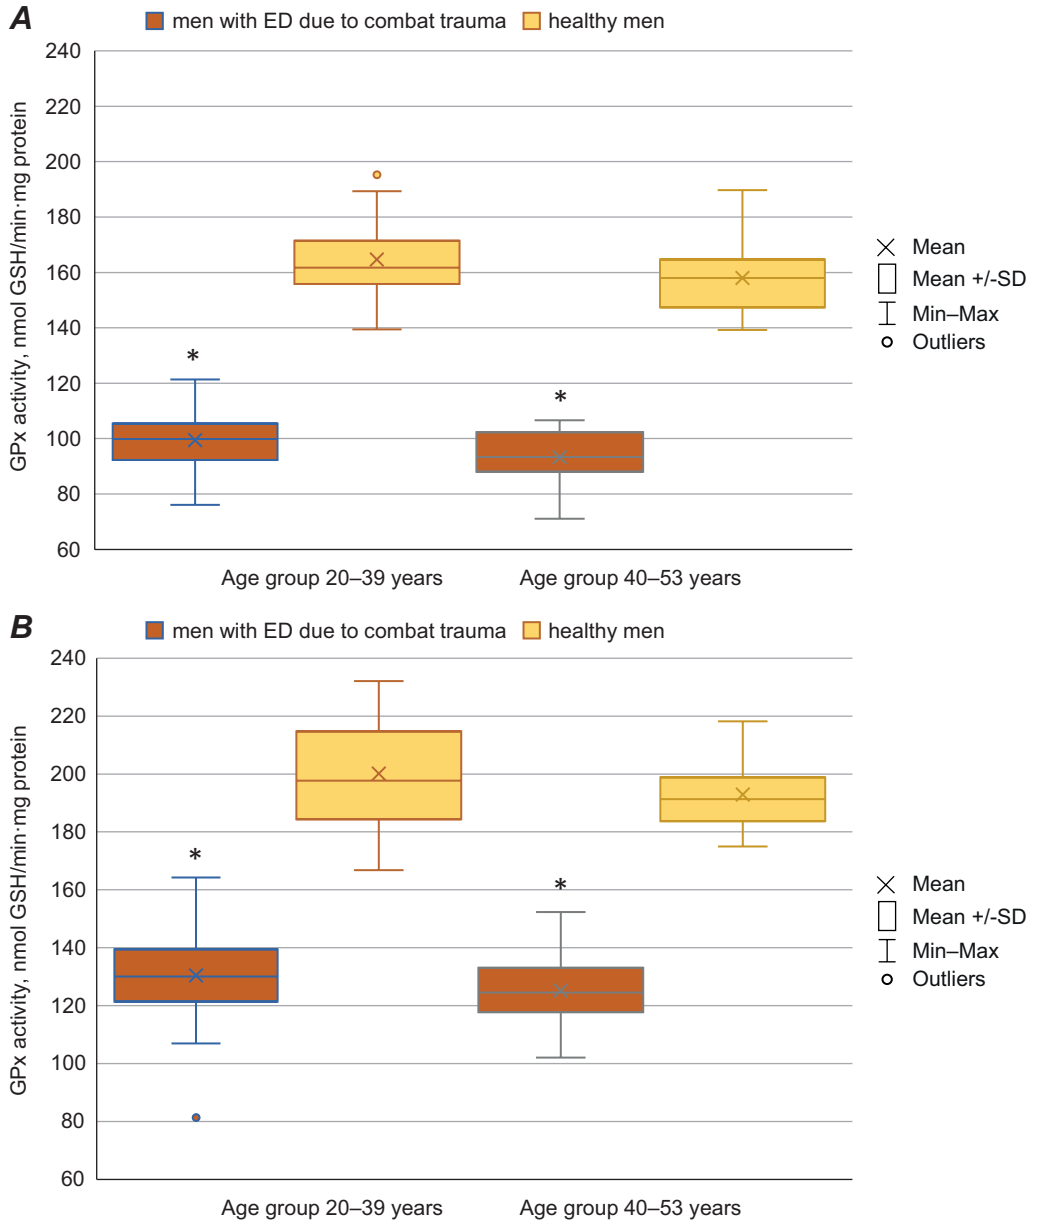 A
men with ED due to combat trauma healthy men
GPx activity, nmol GSH/min·mg protein
240
220
200
180
160
140
120
100
80
60
*
*
Age group 20–39 years Age group 40–53 years
Mean
Mean +/-SD
Min–Max
Outliers
B
men with ED due to combat trauma healthy men
GPx activity, nmol GSH/min·mg protein
240
220
200
180
160
140
120
100
80
60
*
*
Age group 20–39 years Age group 40–53 years
Mean
Mean +/-SD
Min–Max
Outliers